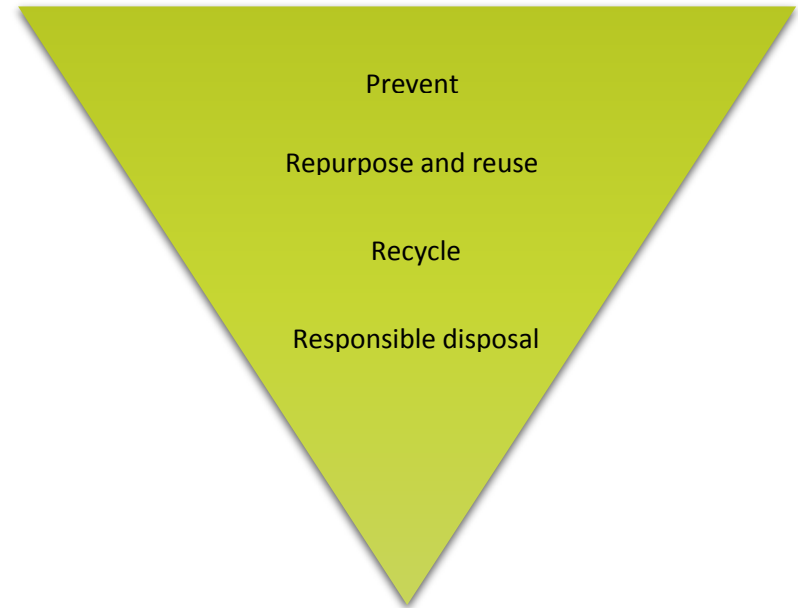 Prevent
Repurpose and reuse
Recycle
Responsible disposal